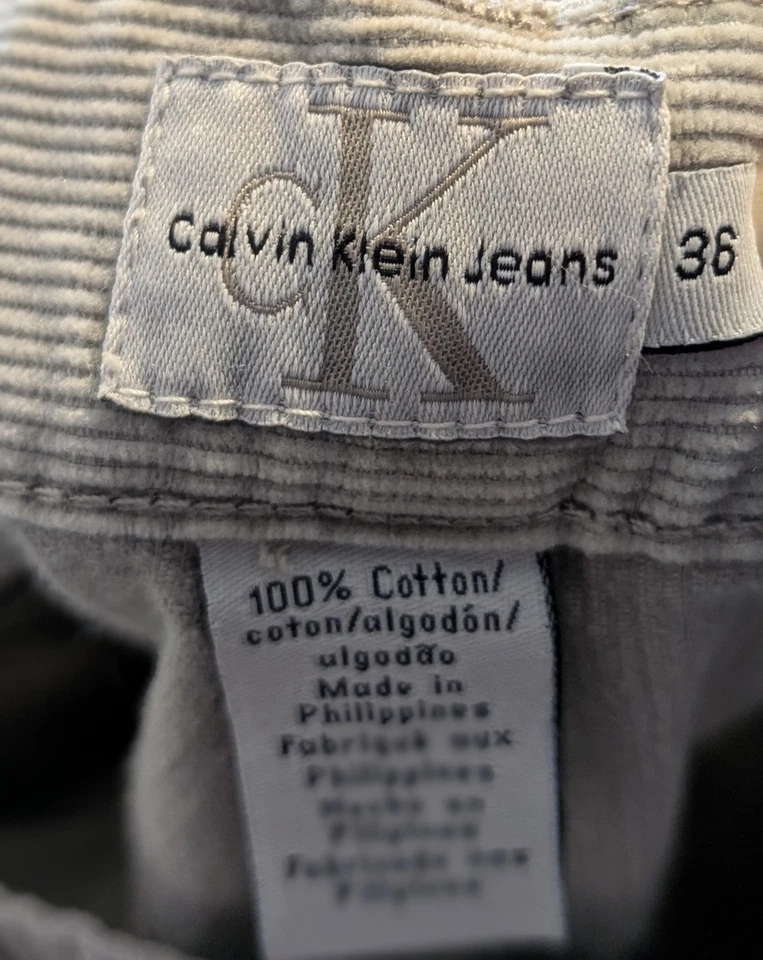 cK
Calvin Klein Jeans
36
100% Cotton/
coton/algodón/
algodão
Made in
Philippines
Fabriqué aux
Philippines
Hecho en
Filipinas
Fabricado nas
Filipinas